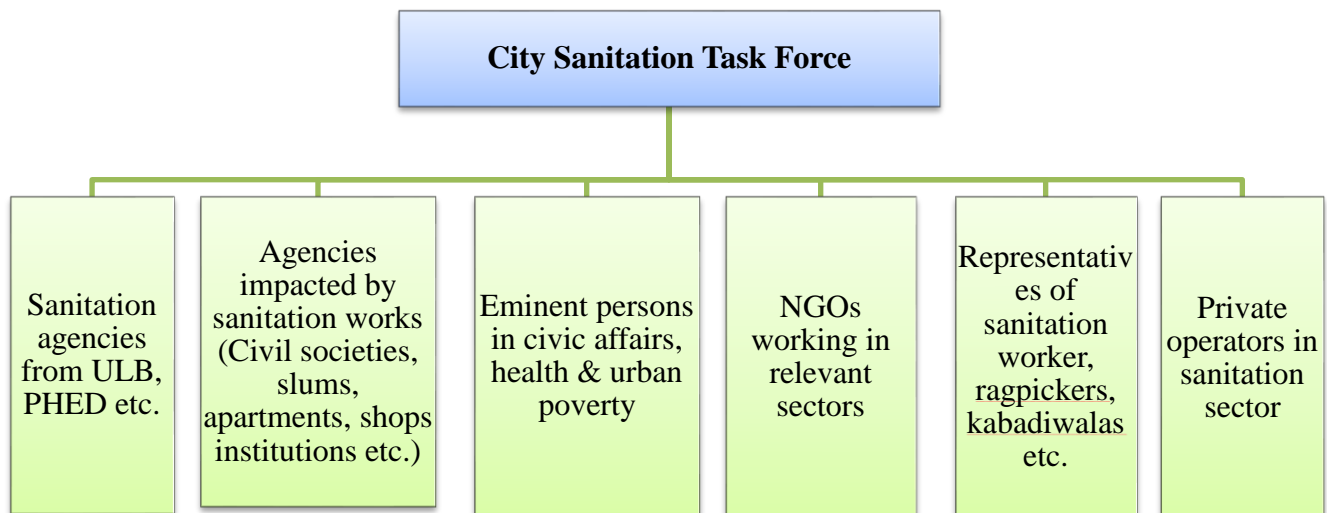 City Sanitation Task Force
Sanitation
agencies
from ULB,
PHED etc.
Agencies
impacted by
sanitation works
(Civil societies,
slums,
apartments, shops
institutions etc.)
Eminent persons
in civic affairs,
health & urban
poverty
NGOs
working in
relevant
sectors
Representativ
es of
sanitation
worker,
ragpickers,
kabadiwalas
etc.
Private
operators in
sanitation
sector